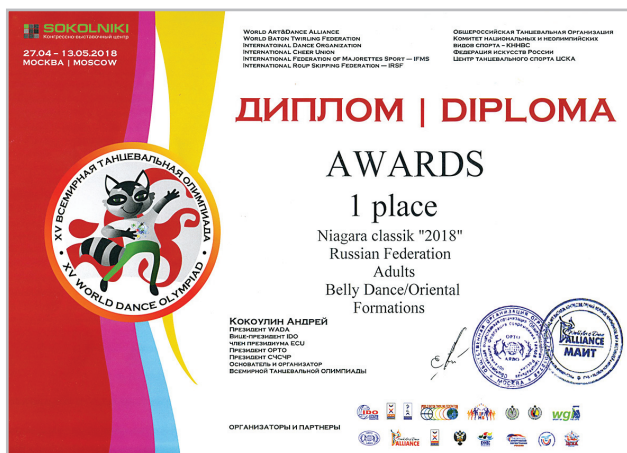 SOKOLNIKI
Конгрессно-выставочный центр
27.04 – 13.05.2018
МОСКВА | MOSCOW
World Art&Dance Alliance
World Baton Twirling Federation
Internatoinal Dance Organization
International Cheer Union
International Federation of Majorettes Sport — IFMS
International Roup Skipping Federation — IRSF
Общероссийская Танцевальная Организация
Комитет национальных и неолимпийских
видов спорта – КННВС
Федерация искусств России
Центр танцевального спорта ЦСКА
ДИПЛОМ | DIPLOMA
AWARDS
1 place
Niagara classik "2018"
Russian Federation
Adults
Belly Dance/Oriental
Formations
XV ВСЕМИРНАЯ ТАНЦЕВАЛЬНАЯ ОЛИМПИАДА
XV WORLD DANCE OLYMPIAD
Кокоулин Андрей
Президент WADA
Вице-президент IDO
член президиума ECU
Президент ОРТО
Президент СЧСЧР
Основатель и организатор
Всемирной Танцевальной ОЛИМПИАДЫ
ОРТО
ALLIANCE
МАИТ
ОРГАНИЗАТОРЫ И ПАРТНЕРЫ
IDO
wgi
ALLIANCE